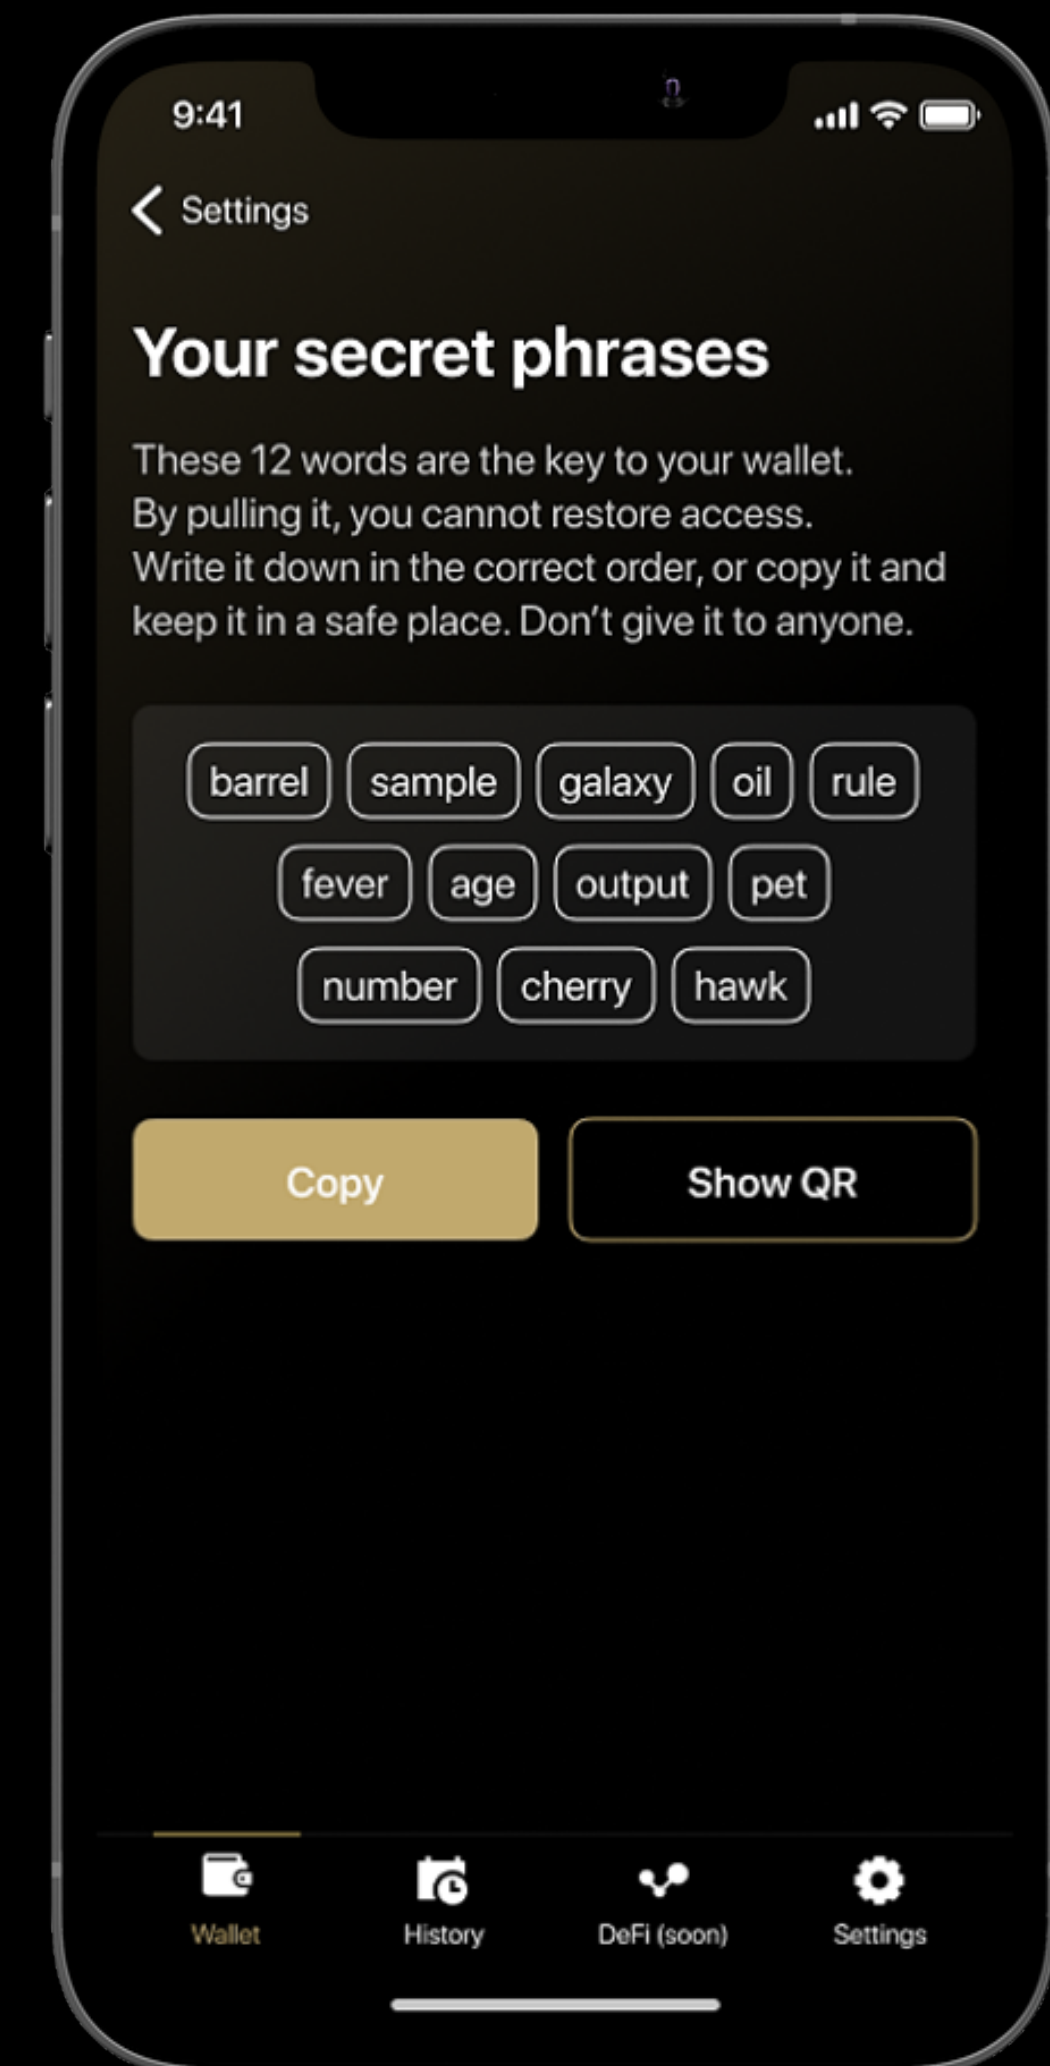 9:41
Settings
Your secret phrases
These 12 words are the key to your wallet.
By pulling it, you cannot restore access.
Write it down in the correct order, or copy it and
keep it in a safe place. Don't give it to anyone.
barrel sample galaxy oil rule
fever age output pet
number cherry hawk
Copy Show QR
Wallet History DeFi (soon) Settings